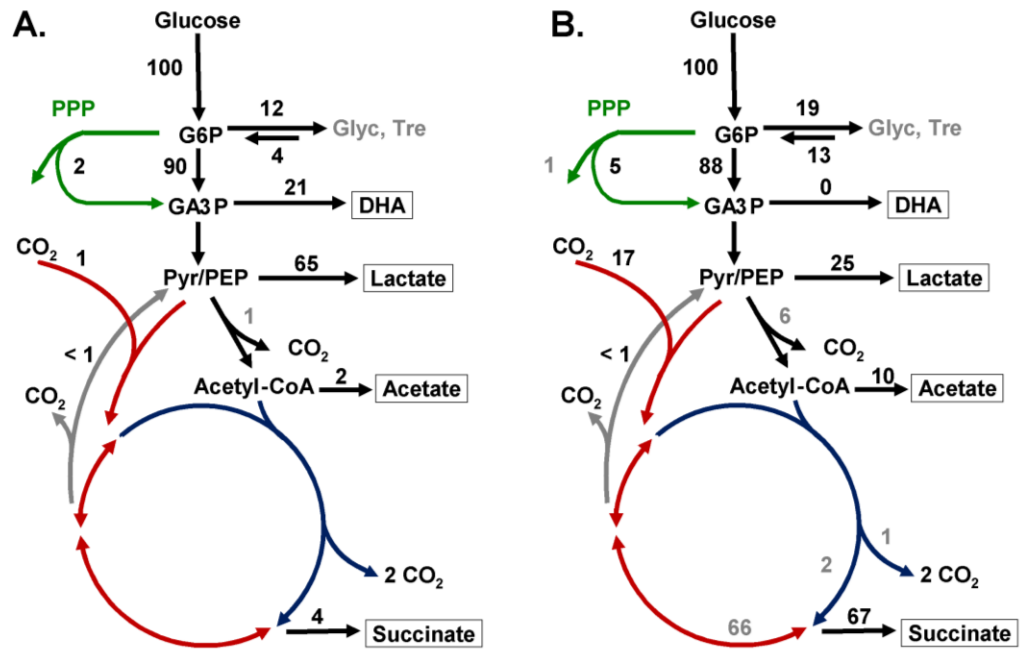 A.
Glucose
100
PPP
12
G6P
Glyc, Tre
4
2
90
21
GA3P
DHA
CO2
1
65
Pyr/PEP
Lactate
1
< 1
CO2
2
Acetyl-CoA
Acetate
CO2
2 CO2
4
Succinate
B.
Glucose
100
PPP
19
G6P
Glyc, Tre
13
1
5
88
0
GA3P
DHA
CO2
17
25
Pyr/PEP
Lactate
6
< 1
CO2
10
Acetyl-CoA
Acetate
CO2
1
2
2 CO2
66
67
Succinate